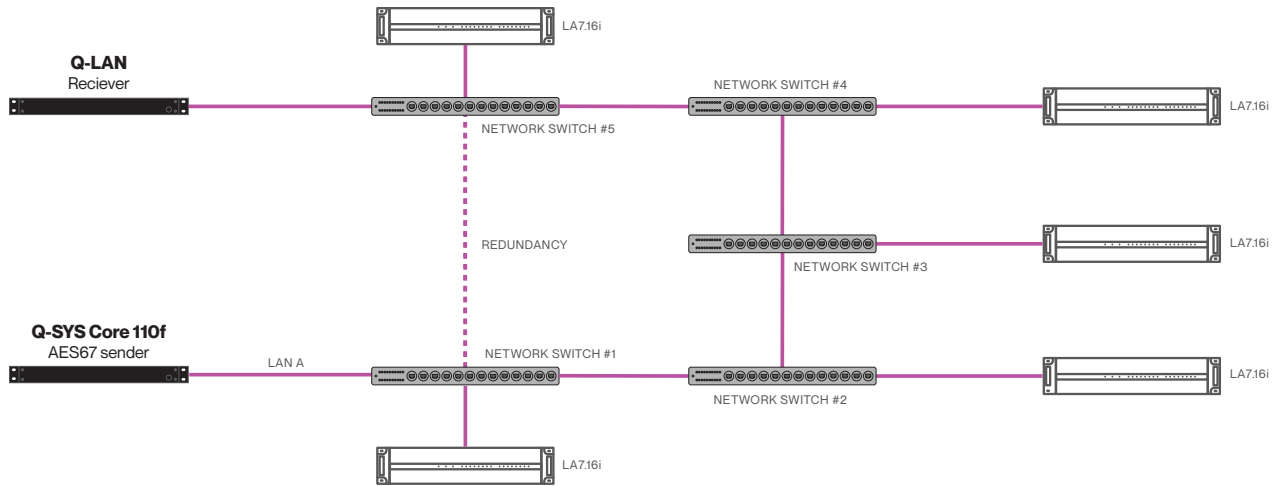 LA7.16i
Q-LAN
Reciever
NETWORK SWITCH #4
LA7.16i
NETWORK SWITCH #5
REDUNDANCY
LA7.16i
NETWORK SWITCH #3
Q-SYS Core 110f
AES67 sender
LAN A
NETWORK SWITCH #1
LA7.16i
NETWORK SWITCH #2
LA7.16i